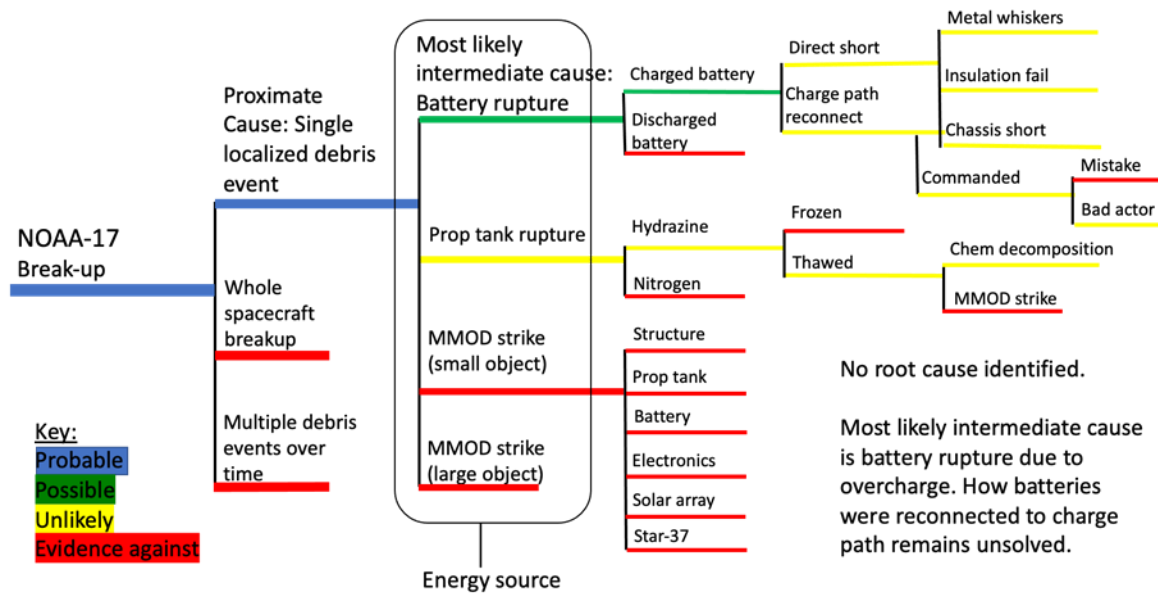 NOAA-17
Break-up
Proximate
Cause: Single
localized debris
event
Whole
spacecraft
breakup
Multiple debris
events over
time
Most likely
intermediate cause:
Battery rupture
Prop tank rupture
MMOD strike
(small object)
MMOD strike
(large object)
Energy source
Charged battery
Discharged
battery
Hydrazine
Nitrogen
Structure
Prop tank
Battery
Electronics
Solar array
Star-37
Direct short
Charge path
reconnect
Frozen
Thawed
Metal whiskers
Insulation fail
Chassis short
Commanded
Mistake
Bad actor
Chem decomposition
MMOD strike
No root cause identified.
Most likely intermediate cause
is battery rupture due to
overcharge. How batteries
were reconnected to charge
path remains unsolved.
Key:
Probable
Possible
Unlikely
Evidence against